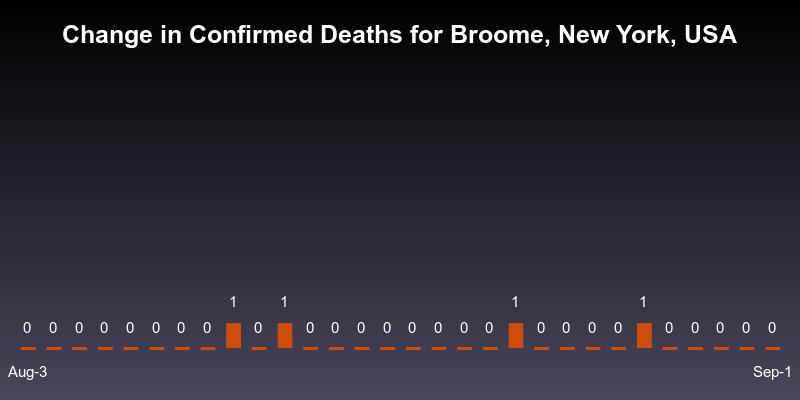 Change in Confirmed Deaths for Broome, New York, USA
1 1 1 1
0 0 0 0 0 0 0 0 0 0 0 0 0 0 0 0 0 0 0 0 0 0 0 0 0 0
Aug-3 Sep-1